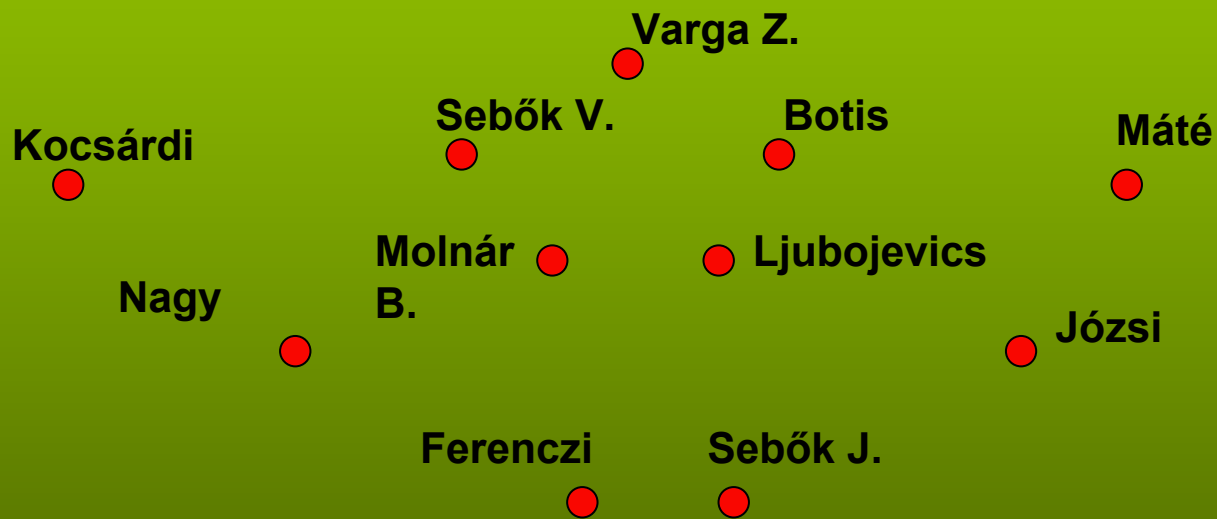 Varga Z.
Sebők V.
Botis
Máté
Kocsárdi
Molnár
B.
Ljubojevics
Nagy
Józsi
Ferenczi
Sebők J.